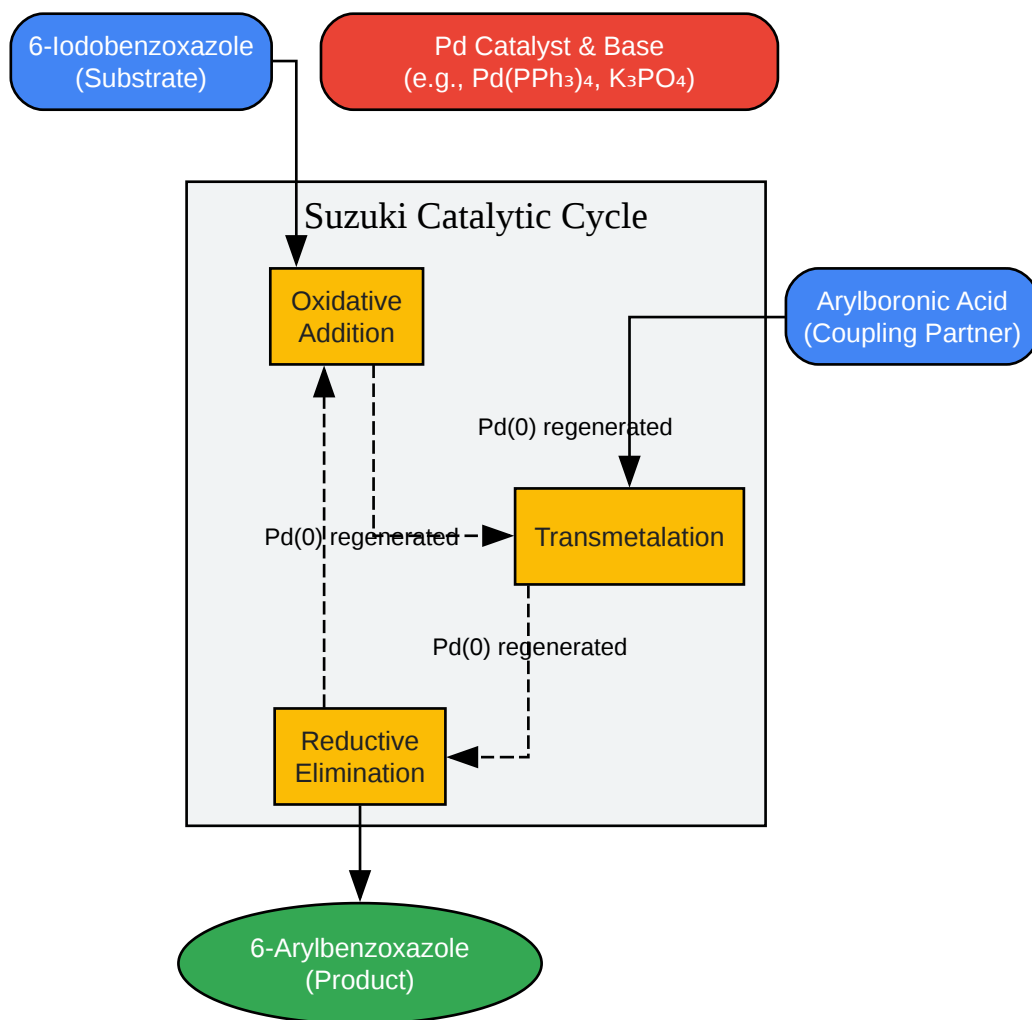 6-Iodobenzoxazole
(Substrate)
Pd Catalyst & Base
(e.g., Pd(PPh₃)₄, K₃PO₄)
Suzuki Catalytic Cycle
Oxidative
Addition
Arylboronic Acid
(Coupling Partner)
Pd(0) regenerated
Pd(0) regenerated
Transmetalation
Pd(0) regenerated
Reductive
Elimination
6-Arylbenzoxazole
(Product)